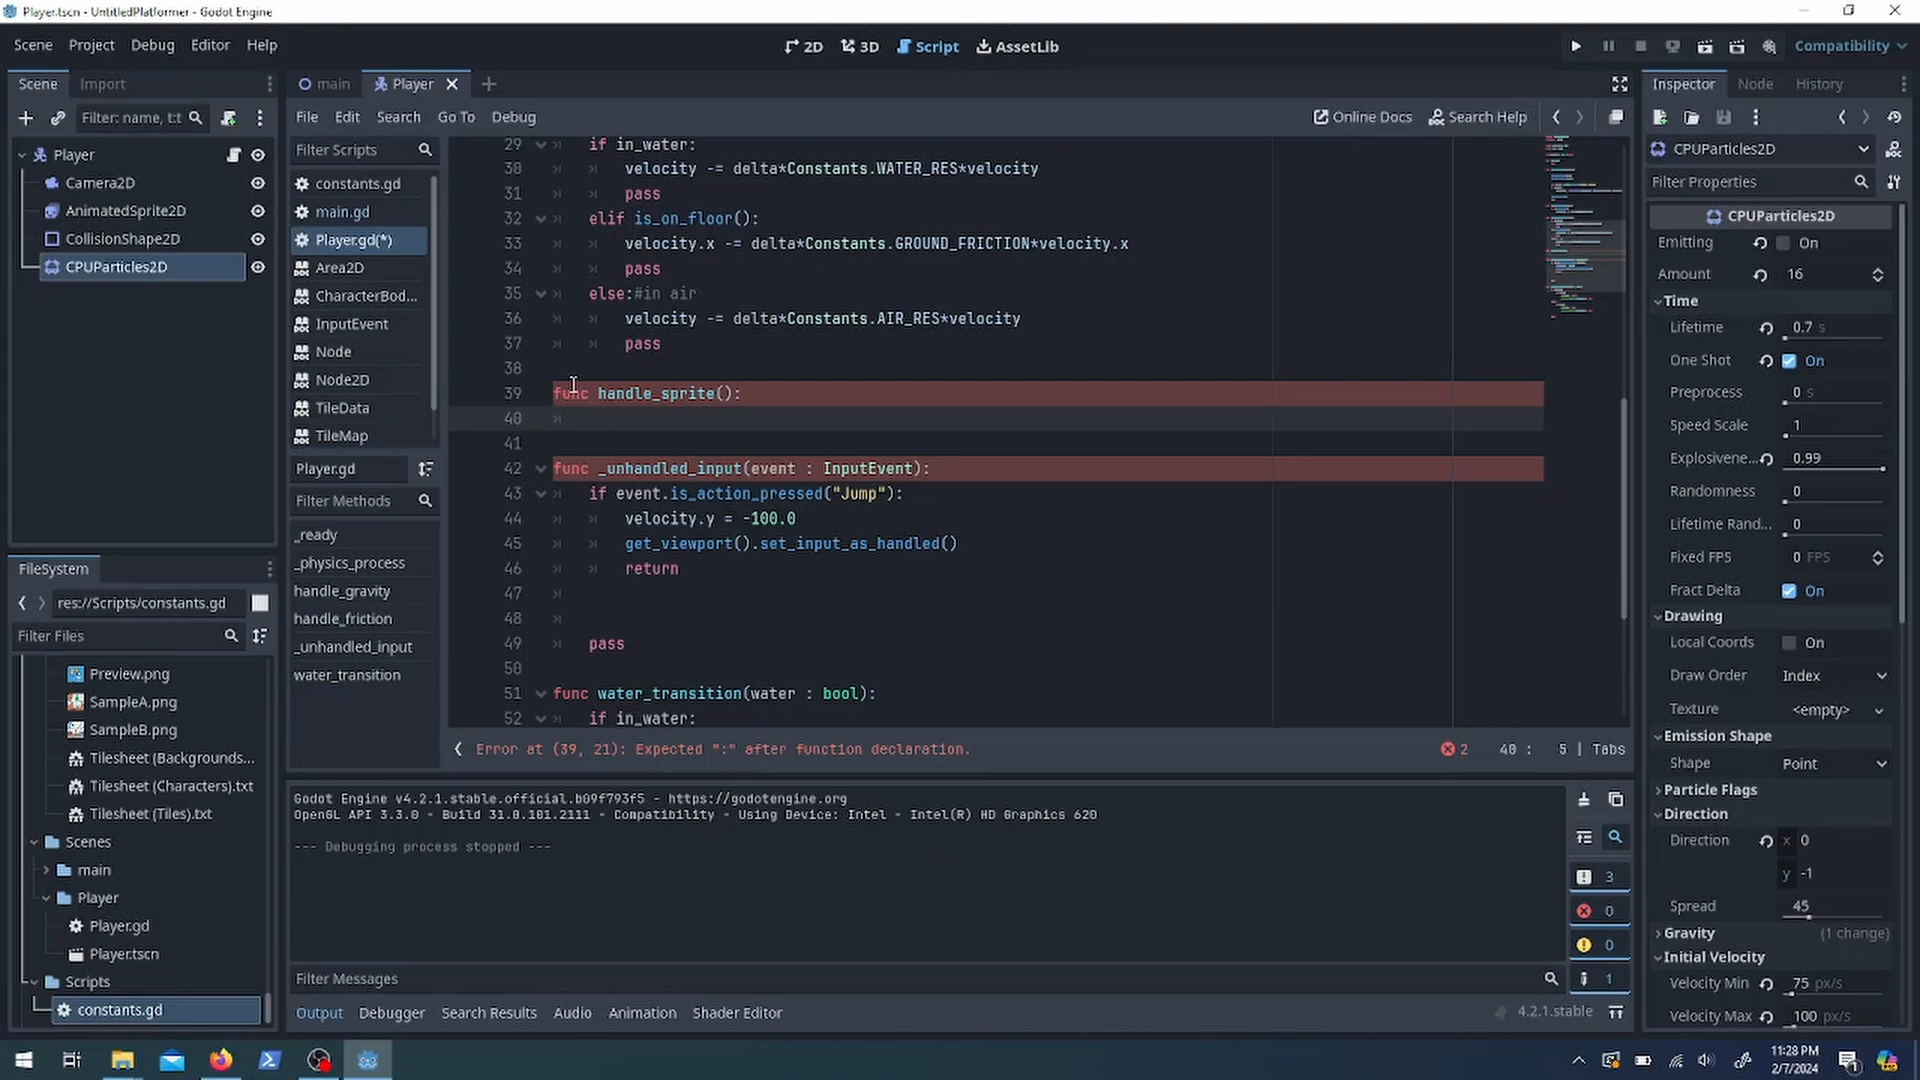 Player.tscn - UntitledPlatformer - Godot Engine
Scene Project Debug Editor Help
2D 3D Script AssetLib
Compatibility
Scene Import
Filter: name, t:t
Player
Camera2D
AnimatedSprite2D
CollisionShape2D
CPUParticles2D
FileSystem
res://Scripts/constants.gd
Filter Files
Preview.png
SampleA.png
SampleB.png
Tilesheet (Backgrounds...
Tilesheet (Characters).txt
Tilesheet (Tiles).txt
Scenes
main
Player
Player.gd
Player.tscn
Scripts
constants.gd
main Player
File Edit Search Go To Debug
Online Docs Search Help
Filter Scripts
constants.gd
main.gd
Player.gd(*)
Area2D
CharacterBod...
InputEvent
Node
Node2D
TileData
TileMap
Player.gd
Filter Methods
_ready
_physics_process
handle_gravity
handle_friction
_unhandled_input
water_transition
29 if in_water:
30 velocity -= delta*Constants.WATER_RES*velocity
31 pass
32 elif is_on_floor():
33 velocity.x -= delta*Constants.GROUND_FRICTION*velocity.x
34 pass
35 else:#in air
36 velocity -= delta*Constants.AIR_RES*velocity
37 pass
38
39 func handle_sprite():
40
41
42 func _unhandled_input(event : InputEvent):
43 if event.is_action_pressed("Jump"):
44 velocity.y = -100.0
45 get_viewport().set_input_as_handled()
46 return
47
48
49 pass
50
51 func water_transition(water : bool):
52 if in_water:
Error at (39, 21): Expected ":" after function declaration.
2 40 : 5 | Tabs
Godot Engine v4.2.1.stable.official.b09f793f5 - https://godotengine.org
OpenGL API 3.3.0 - Build 31.0.101.2111 - Compatibility - Using Device: Intel - Intel(R) HD Graphics 620
--- Debugging process stopped ---
3
0
0
1
Filter Messages
Output Debugger Search Results Audio Animation Shader Editor
4.2.1.stable
Inspector Node History
CPUParticles2D
Filter Properties
CPUParticles2D
Emitting On
Amount 16
Time
Lifetime 0.7 s
One Shot On
Preprocess 0 s
Speed Scale 1
Explosivene... 0.99
Randomness 0
Lifetime Rand... 0
Fixed FPS 0 FPS
Fract Delta On
Drawing
Local Coords On
Draw Order Index
Texture <empty>
Emission Shape
Shape Point
Particle Flags
Direction
Direction x 0
y -1
Spread 45
Gravity (1 change)
Initial Velocity
Velocity Min 75 px/s
Velocity Max 100 px/s
11:28 PM
2/7/2024